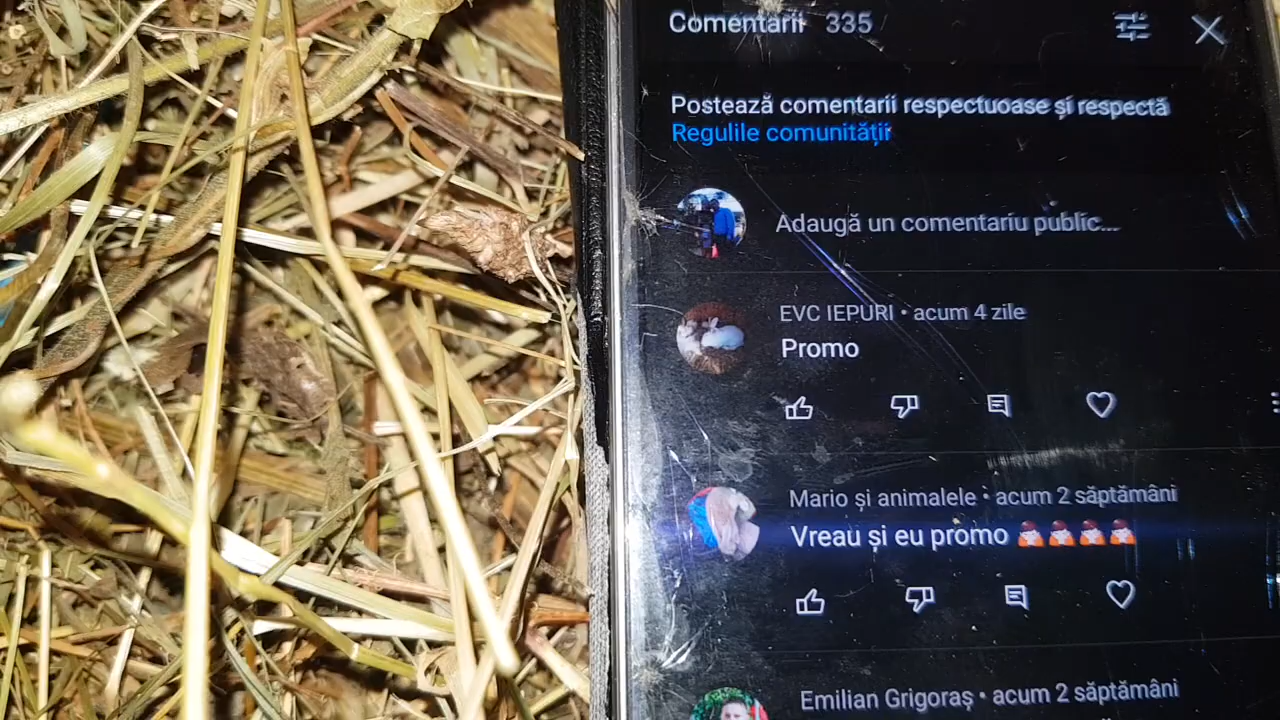 Comentarii 335
Postează comentarii respectuoase și respectă
Regulile comunității
Adaugă un comentariu public...
EVC IEPURI • acum 4 zile
Promo
Mario și animalele • acum 2 săptămâni
Vreau și eu promo
Emilian Grigoraș • acum 2 săptămâni